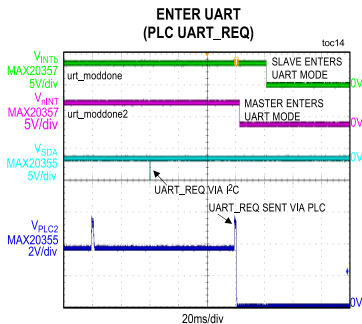 ENTER UART
(PLC UART_REQ)
toc14
VINTb
MAX20357
5V/div
urt_moddone
SLAVE ENTERS
UART MODE
0V
VnINT
MAX20357
5V/div
urt_moddone2
MASTER ENTERS
UART MODE
0V
VSDA
MAX20355
5V/div
UART_REQ VIA I²C
UART_REQ SENT VIA PLC
VPLC2
MAX20355
2V/div
0V
20ms/div